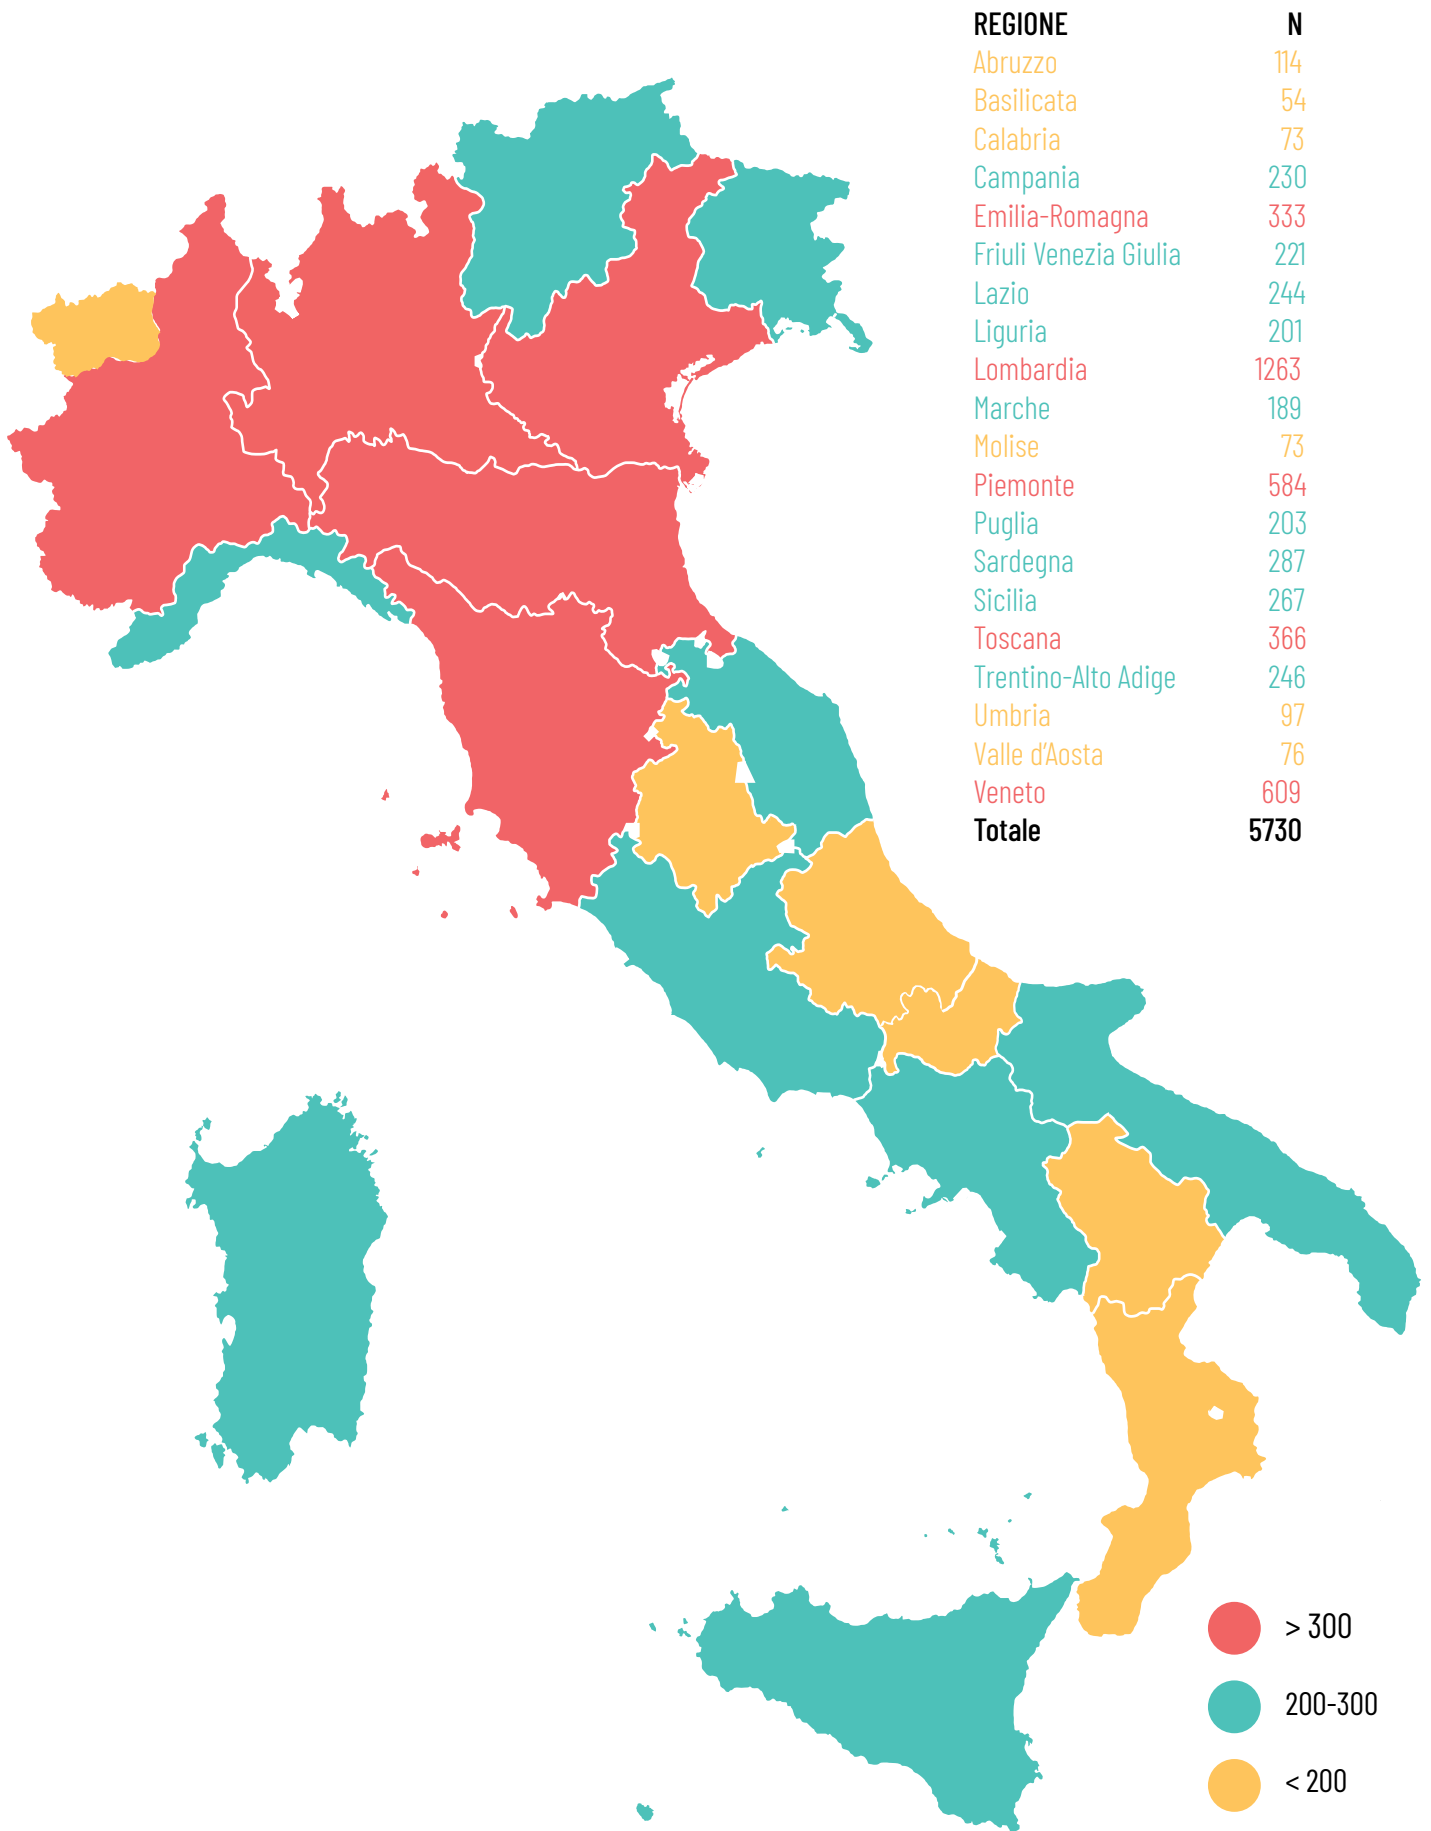 REGIONE N
Abruzzo 114
Basilicata 54
Calabria 73
Campania 230
Emilia-Romagna 333
Friuli Venezia Giulia 221
Lazio 244
Liguria 201
Lombardia 1263
Marche 189
Molise 73
Piemonte 584
Puglia 203
Sardegna 287
Sicilia 267
Toscana 366
Trentino-Alto Adige 246
Umbria 97
Valle d’Aosta 76
Veneto 609
Totale 5730
> 300
200-300
< 200